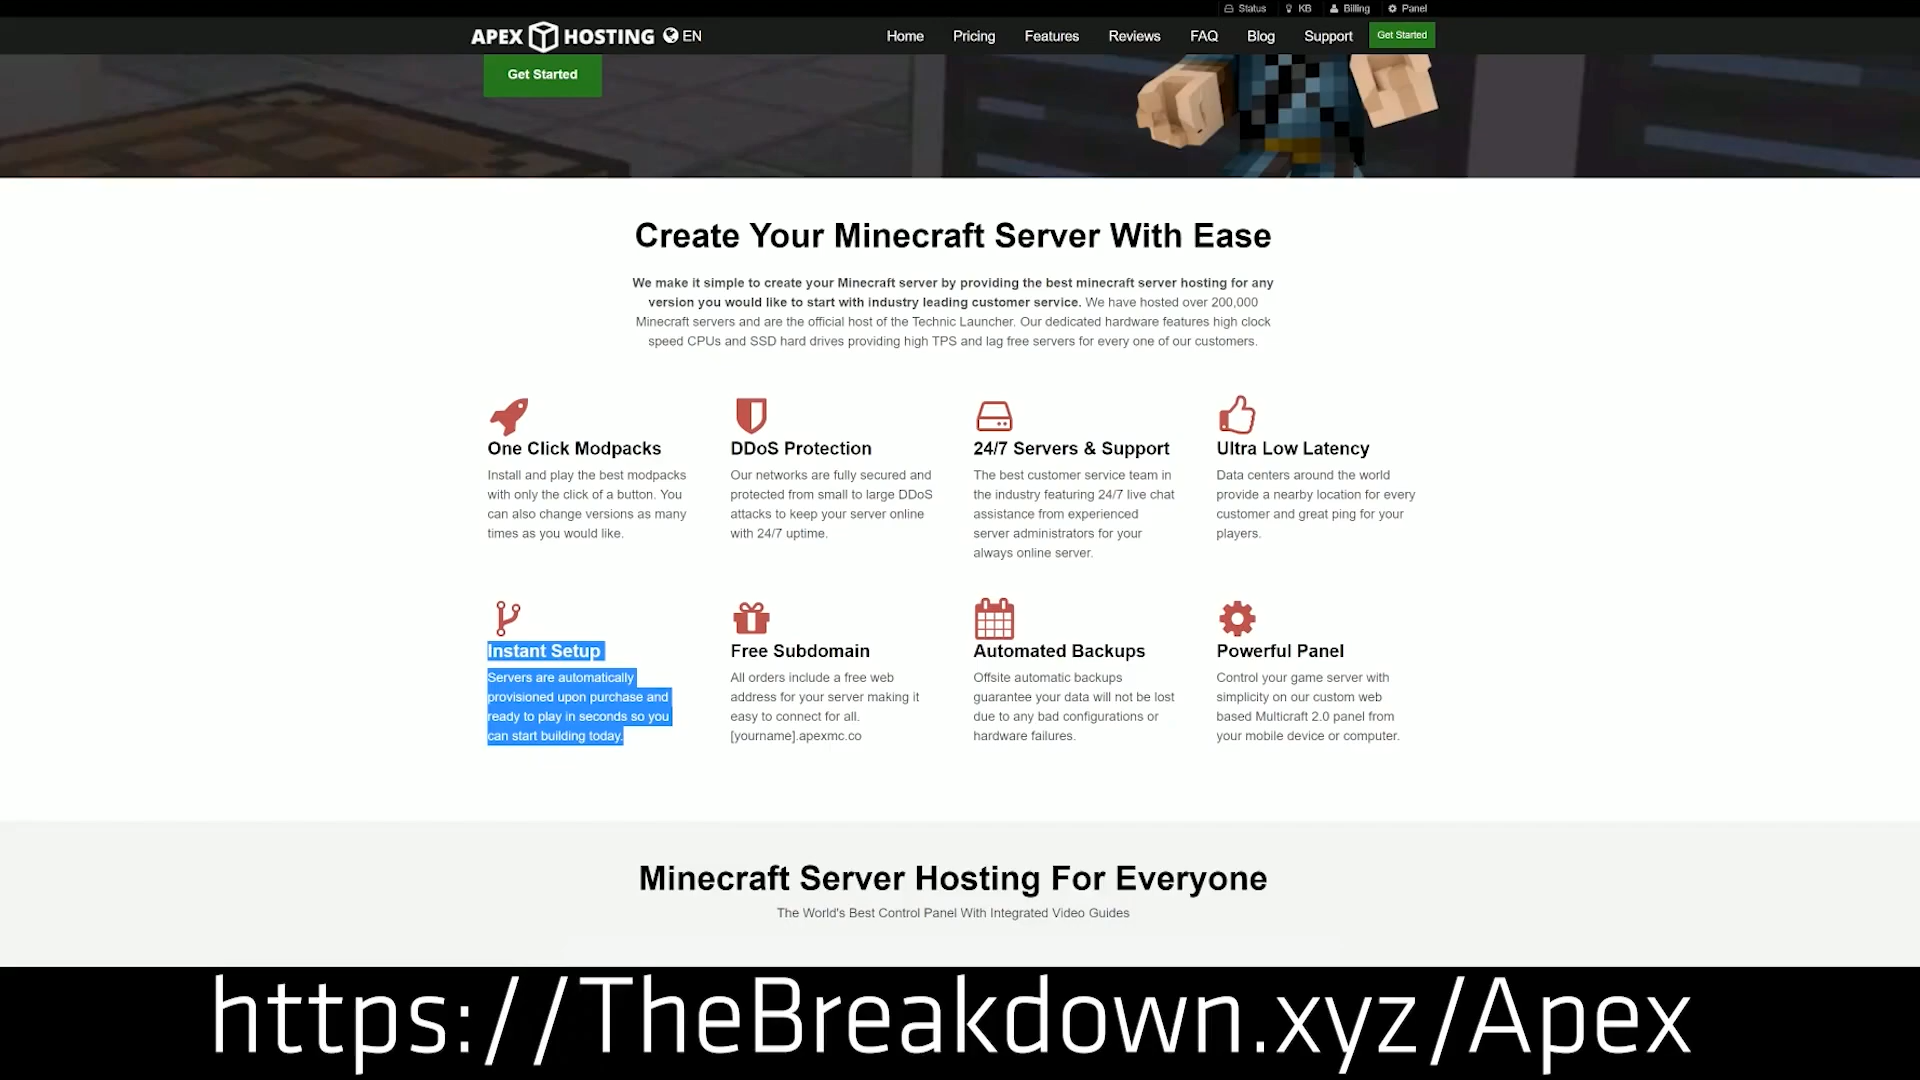 Status KB Billing Panel
APEX HOSTING EN Home Pricing Features Reviews FAQ Blog Support Get Started
Get Started
Create Your Minecraft Server With Ease
We make it simple to create your Minecraft server by providing the best minecraft server hosting for any
version you would like to start with industry leading customer service. We have hosted over 200,000
Minecraft servers and are the official host of the Technic Launcher. Our dedicated hardware features high clock
speed CPUs and SSD hard drives providing high TPS and lag free servers for every one of our customers.
One Click Modpacks
Install and play the best modpacks
with only the click of a button. You
can also change versions as many
times as you would like.
DDoS Protection
Our networks are fully secured and
protected from small to large DDoS
attacks to keep your server online
with 24/7 uptime.
24/7 Servers & Support
The best customer service team in
the industry featuring 24/7 live chat
assistance from experienced
server administrators for your
always online server.
Ultra Low Latency
Data centers around the world
provide a nearby location for every
customer and great ping for your
players.
Instant Setup
Servers are automatically
provisioned upon purchase and
ready to play in seconds so you
can start building today.
Free Subdomain
All orders include a free web
address for your server making it
easy to connect for all.
[yourname].apexmc.co
Automated Backups
Offsite automatic backups
guarantee your data will not be lost
due to any bad configurations or
hardware failures.
Powerful Panel
Control your game server with
simplicity on our custom web
based Multicraft 2.0 panel from
your mobile device or computer.
Minecraft Server Hosting For Everyone
The World's Best Control Panel With Integrated Video Guides
https://TheBreakdown.xyz/Apex